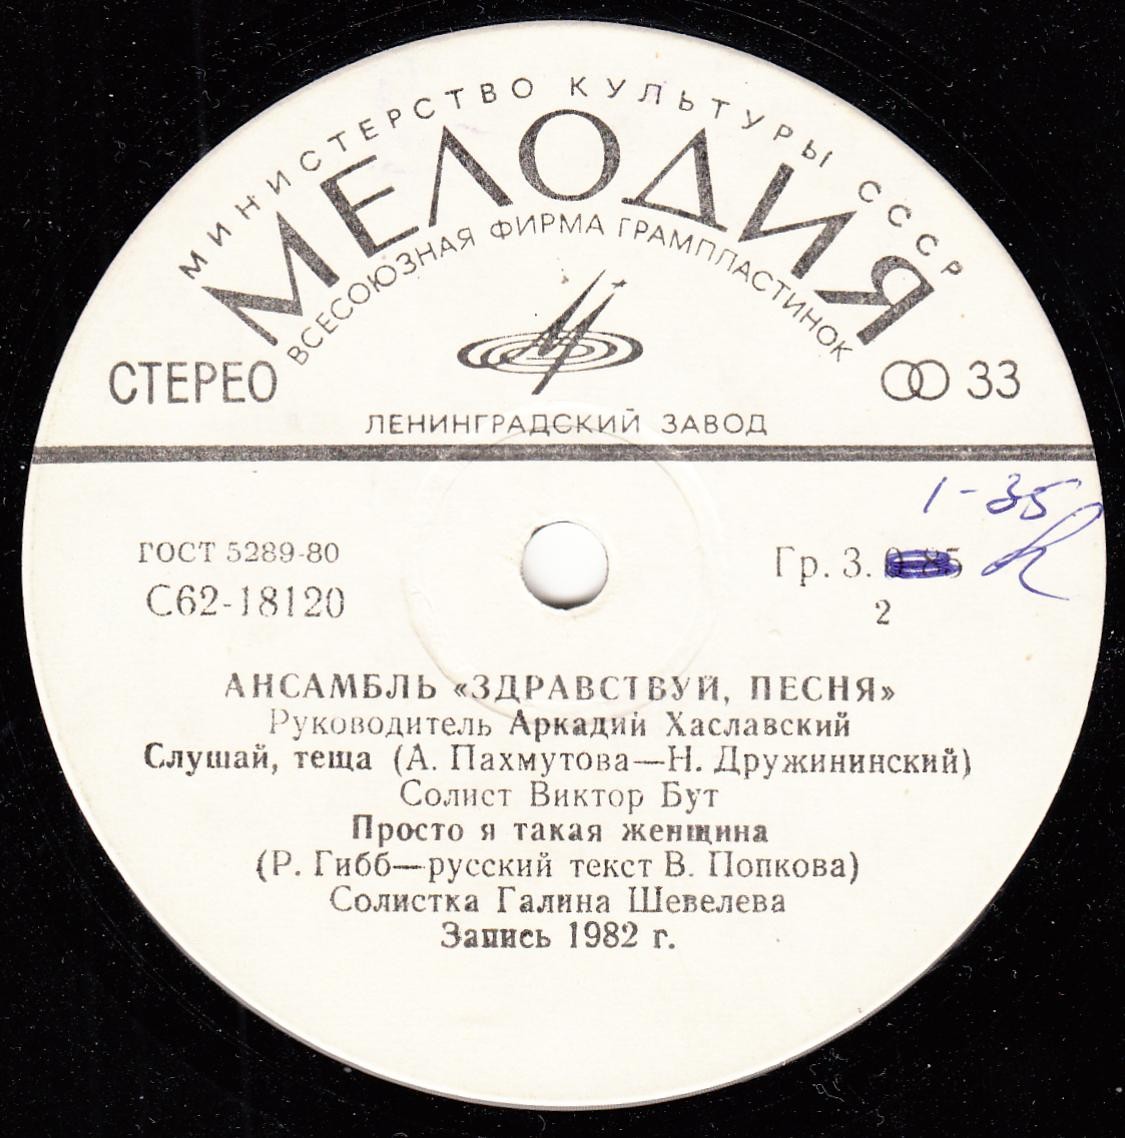 МИНИСТЕРСТВО КУЛЬТУРЫ СССР
МЕЛОДИЯ
ВСЕСОЮЗНАЯ ФИРМА ГРАМПЛАСТИНОК
СТЕРЕО
33
ЛЕНИНГРАДСКИЙ ЗАВОД
1-35
ГОСТ 5289-80
Гр. 3. 0-85
С62-18120
2
АНСАМБЛЬ «ЗДРАВСТВУЙ, ПЕСНЯ»
Руководитель Аркадий Хаславский
Слушай, теща (А. Пахмутова—Н. Дружининский)
Солист Виктор Бут
Просто я такая женщина
(Р. Гибб—русский текст В. Попкова)
Солистка Галина Шевелева
Запись 1982 г.